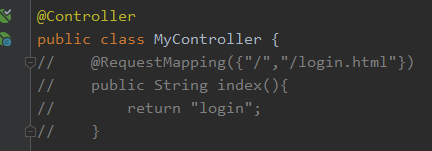 @Controller
public class MyController {
//    @RequestMapping({"/","/login.html"})
//    public String index(){
//        return "login";
//    }